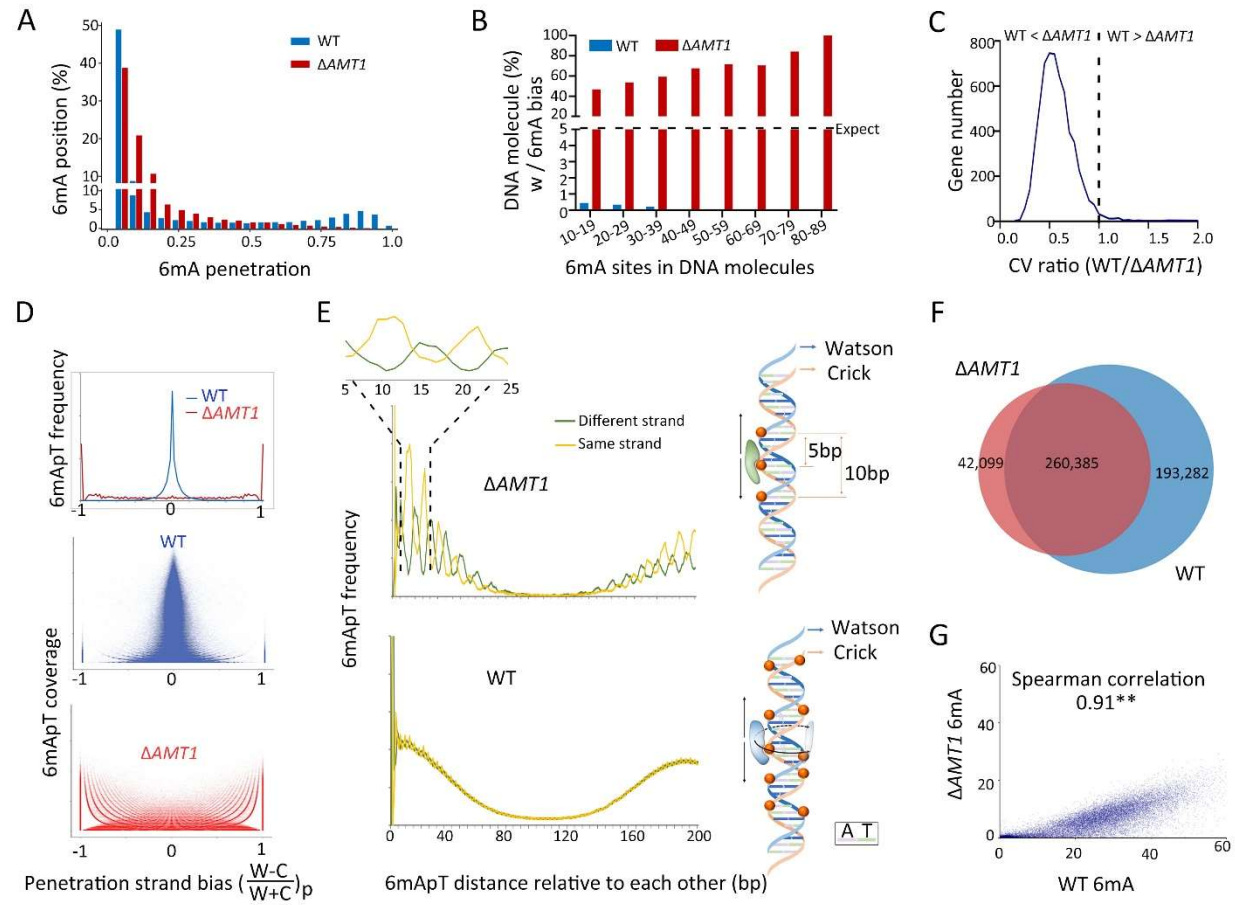 A
50
40
30
20
10
10
5
0
6mA position (%)
WT
ΔAMT1
0.0
0.25
0.50
0.75
1.0
6mA penetration
B
WT
ΔAMT1
100
80
60
40
20
5
4
3
2
1
0
DNA molecule (%)
w / 6mA bias
Expect
10-19
20-29
30-39
40-49
50-59
60-69
70-79
80-89
6mA sites in DNA molecules
C
WT < ΔAMT1
WT > ΔAMT1
800
600
400
200
0
Gene number
0.0
0.5
1.0
1.5
2.0
CV ratio (WT/ΔAMT1)
D
6mApT frequency
WT
ΔAMT1
-1
0
1
WT
-1
0
1
6mApT coverage
ΔAMT1
-1
0
1
Penetration strand bias (W-C/W+C)p
E
5
10
15
20
25
Different strand
Same strand
ΔAMT1
6mApT frequency
WT
0
40
80
120
160
200
6mApT distance relative to each other (bp)
Watson
Crick
5bp
10bp
Watson
Crick
A T
F
ΔAMT1
42,099
260,385
193,282
WT
G
60
40
20
0
Spearman correlation
0.91**
ΔAMT1 6mA
0
20
40
60
WT 6mA